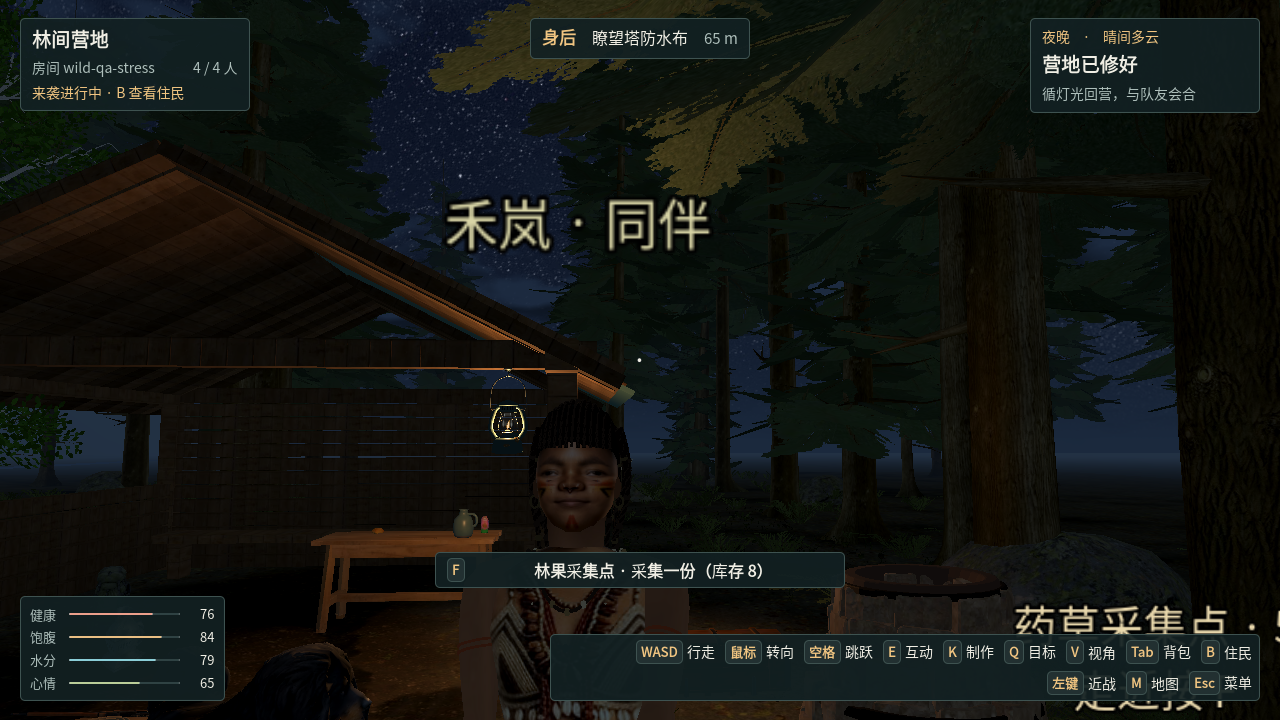 林间营地
房间 wild-qa-stress 4 / 4 人
来袭进行中 · B 查看住民
身后 瞭望塔防水布 65 m
夜晚 · 晴间多云
营地已修好
循灯光回营，与队友会合
禾岚 · 同伴
F 林果采集点 · 采集一份（库存 8）
药草采集点 ·
健康 76
饱腹 84
水分 79
心情 65
WASD 行走 鼠标 转向 空格 跳跃 E 互动 K 制作 Q 目标 V 视角 Tab 背包 B 住民
左键 近战 M 地图 Esc 菜单